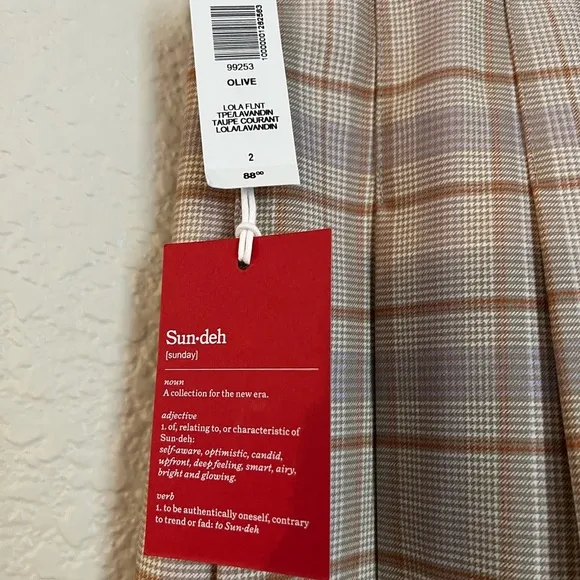 99253
10000001262563
OLIVE
LOLA FLNT
TPE/LAVANDIN
TAUPE COURANT
LOLA/LAVANDIN
2
88⁰⁰
Sun•deh
[sunday]
noun
A collection for the new era.
adjective
1. of, relating to, or characteristic of
Sun•deh:
self-aware, optimistic, candid,
upfront, deep feeling, smart, airy,
bright and glowing.
verb
1. to be authentically oneself, contrary
to trend or fad: to Sun•deh